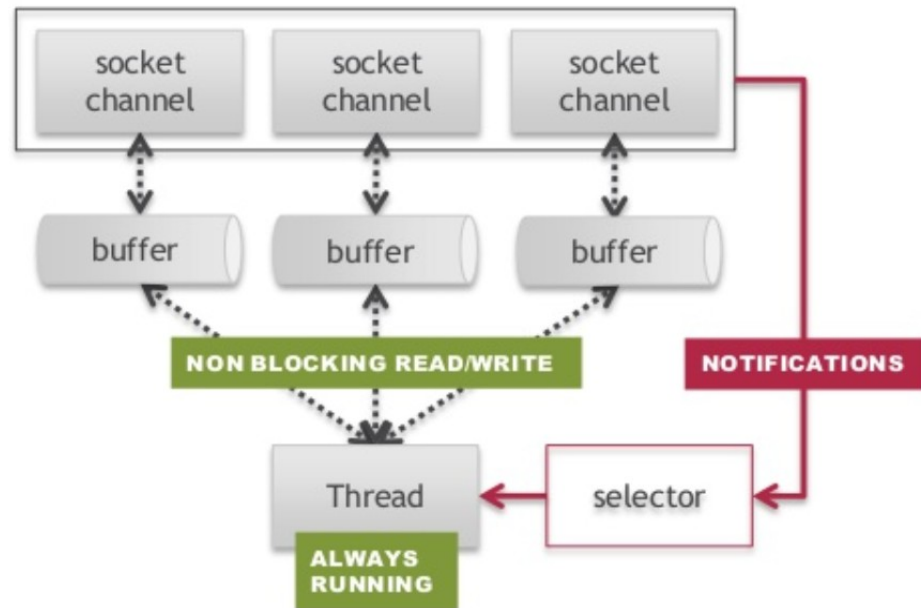 socket
channel
socket
channel
socket
channel
buffer
buffer
buffer
NON BLOCKING READ/WRITE
NOTIFICATIONS
Thread
selector
ALWAYS
RUNNING